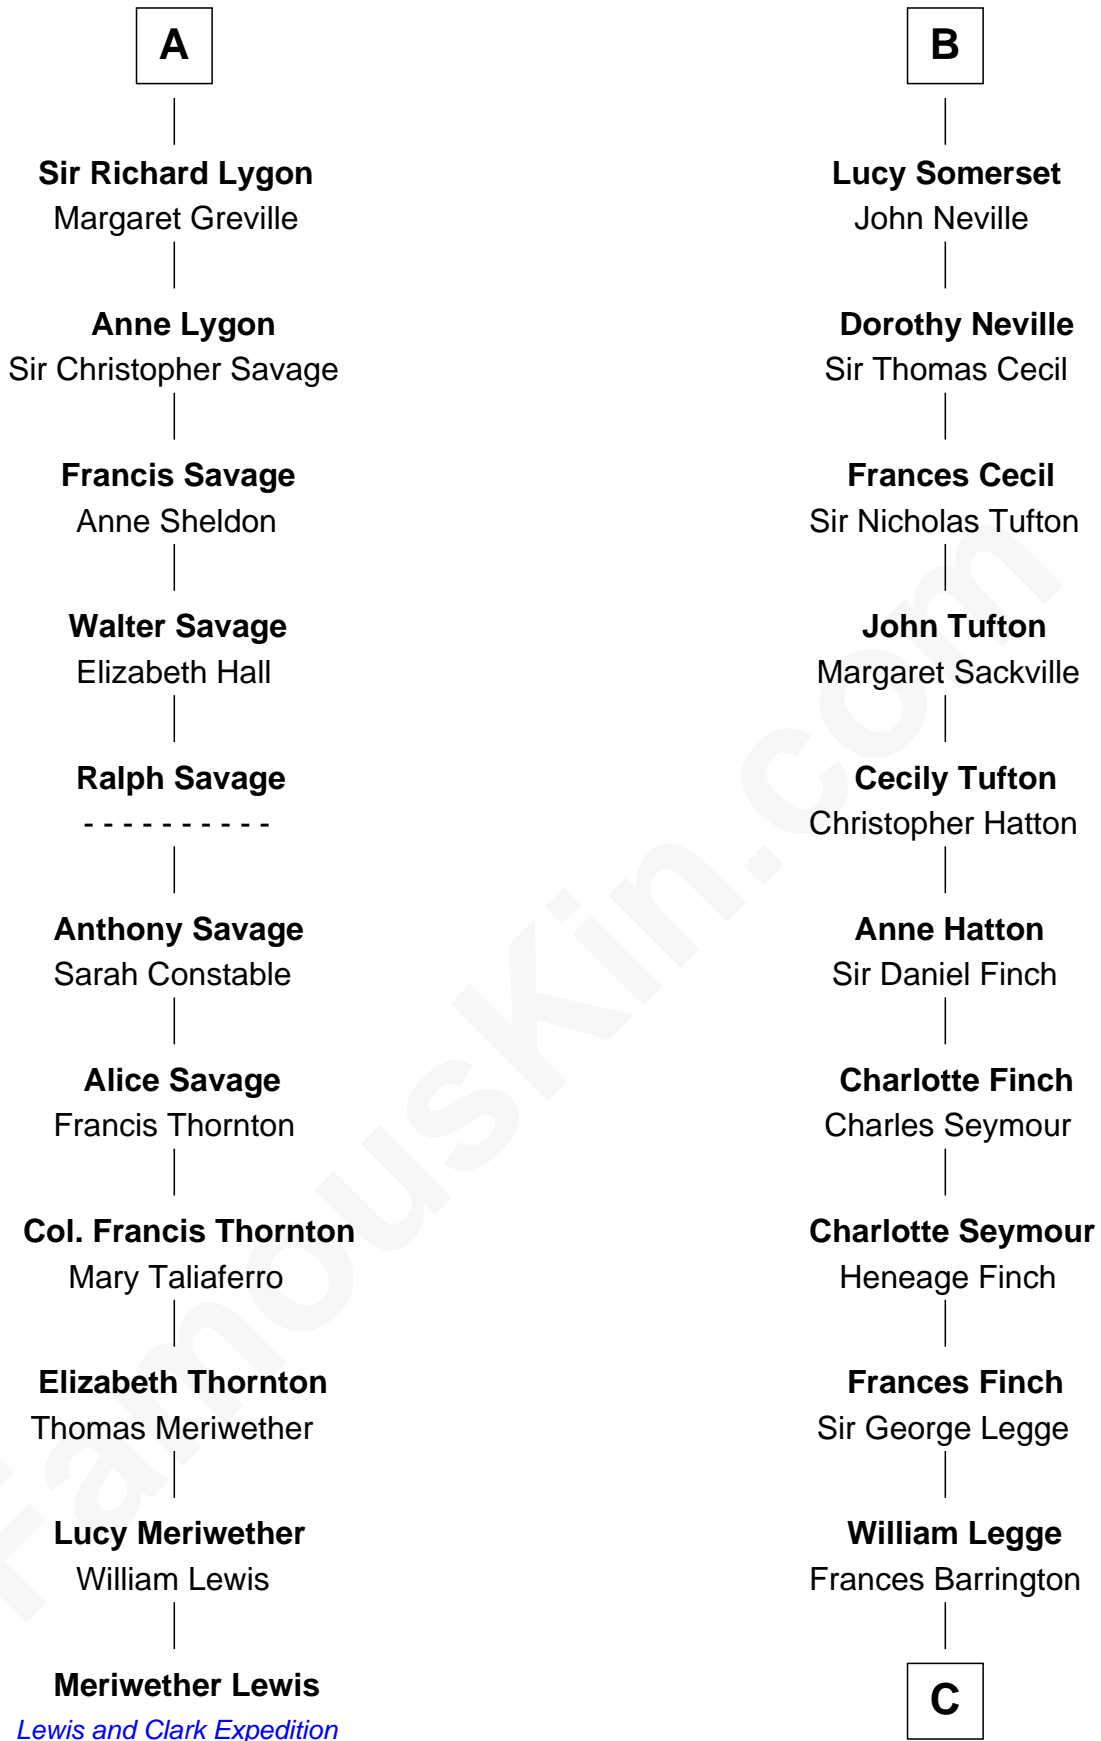 A
Sir Richard Lygon
Margaret Greville
Anne Lygon
Sir Christopher Savage
Francis Savage
Anne Sheldon
Walter Savage
Elizabeth Hall
Ralph Savage
- - - - - - - - - -
Anthony Savage
Sarah Constable
Alice Savage
Francis Thornton
Col. Francis Thornton
Mary Taliaferro
Elizabeth Thornton
Thomas Meriwether
Lucy Meriwether
William Lewis
Meriwether Lewis
Lewis and Clark Expedition
B
Lucy Somerset
John Neville
Dorothy Neville
Sir Thomas Cecil
Frances Cecil
Sir Nicholas Tufton
John Tufton
Margaret Sackville
Cecily Tufton
Christopher Hatton
Anne Hatton
Sir Daniel Finch
Charlotte Finch
Charles Seymour
Charlotte Seymour
Heneage Finch
Frances Finch
Sir George Legge
William Legge
Frances Barrington
C
FamousKin.com